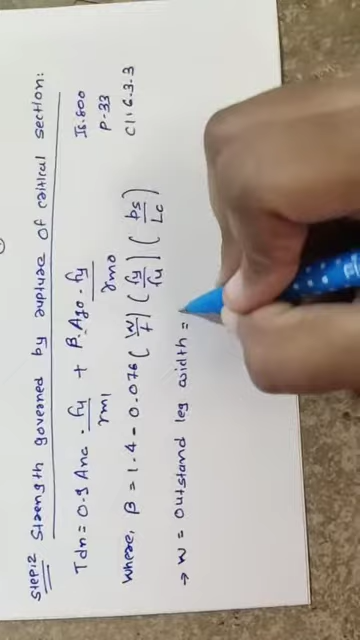 Step:2 Strength governed by rupture of critical section:
Tdn = 0.9 Anc · fu/γm1 + β·Ago·fy/γm0
IS:800
P-33
Cl:6.3.3
Where, β = 1.4 - 0.076 (W/t) (fy/fu) (bs/Lc)
→ W = outstand leg width =